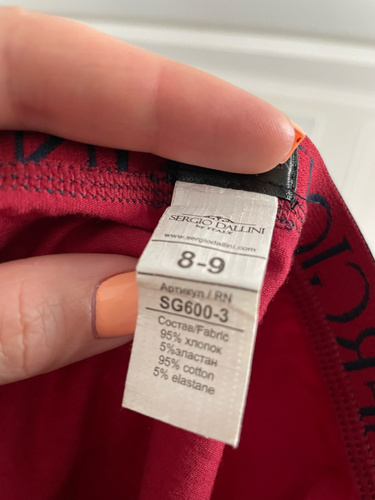 SERGIO DALLINI
BY ITALY
www.sergiodallini.com
8-9
Артикул / RN
SG600-3
Состав/Fabric
95% хлопок
5%эластан
95% cotton
5% elastane